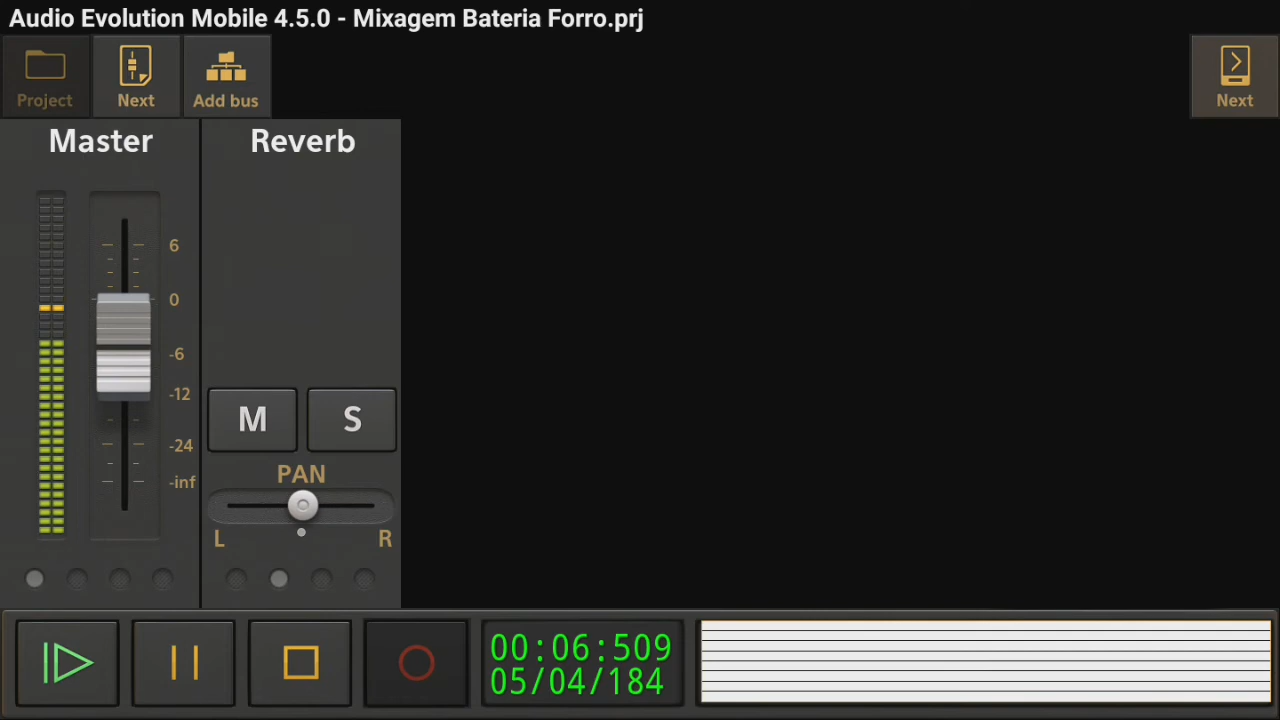 Audio Evolution Mobile 4.5.0 - Mixagem Bateria Forro.prj
Project
Next
Add bus
Next
Master
Reverb
6
0
-6
-12
-24
-inf
M
S
PAN
L
R
00:06:509
05/04/184